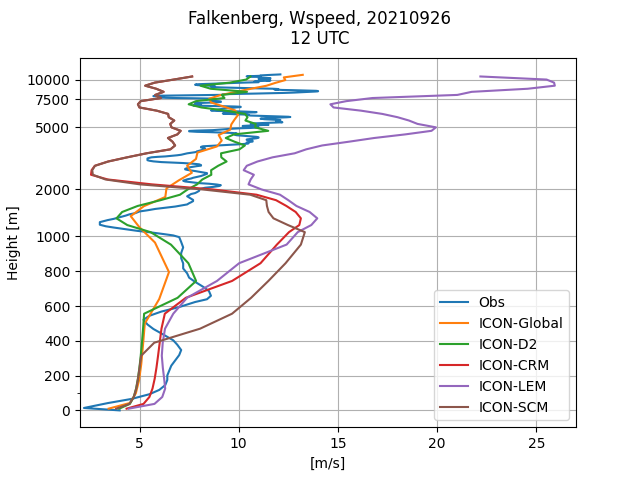 Falkenberg, Wspeed, 20210926
12 UTC
Height [m]
10000
7500
5000
2000
1000
800
600
400
200
0
5
10
15
20
25
[m/s]
Obs
ICON-Global
ICON-D2
ICON-CRM
ICON-LEM
ICON-SCM